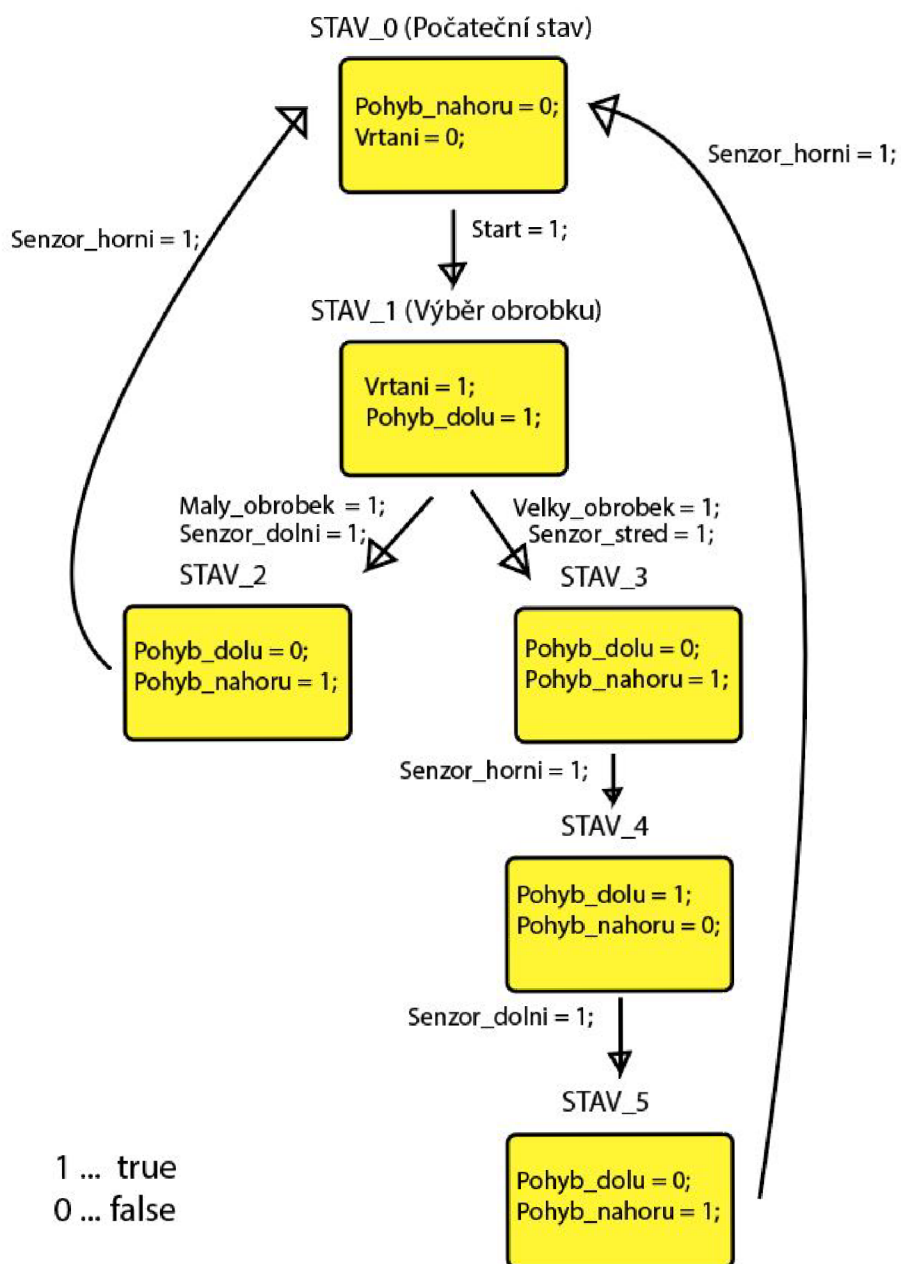 STAV_0 (Počateční stav)
Pohyb_nahoru = 0;
Vrtani = 0;
Senzor_horni = 1;
Senzor_horni = 1;
Start = 1;
STAV_1 (Výběr obrobku)
Vrtani = 1;
Pohyb_dolu = 1;
Maly_obrobek = 1;
Senzor_dolni = 1;
Velky_obrobek = 1;
Senzor_stred = 1;
STAV_2
Pohyb_dolu = 0;
Pohyb_nahoru = 1;
STAV_3
Pohyb_dolu = 0;
Pohyb_nahoru = 1;
Senzor_horni = 1;
STAV_4
Pohyb_dolu = 1;
Pohyb_nahoru = 0;
Senzor_dolni = 1;
STAV_5
Pohyb_dolu = 0;
Pohyb_nahoru = 1;
1 ... true
0 ... false